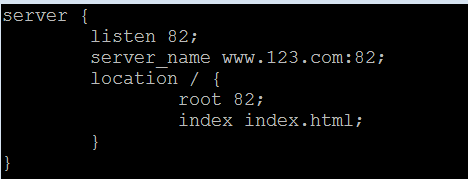 server {
listen 82;
server_name www.123.com:82;
location / {
root 82;
index index.html;
}
}